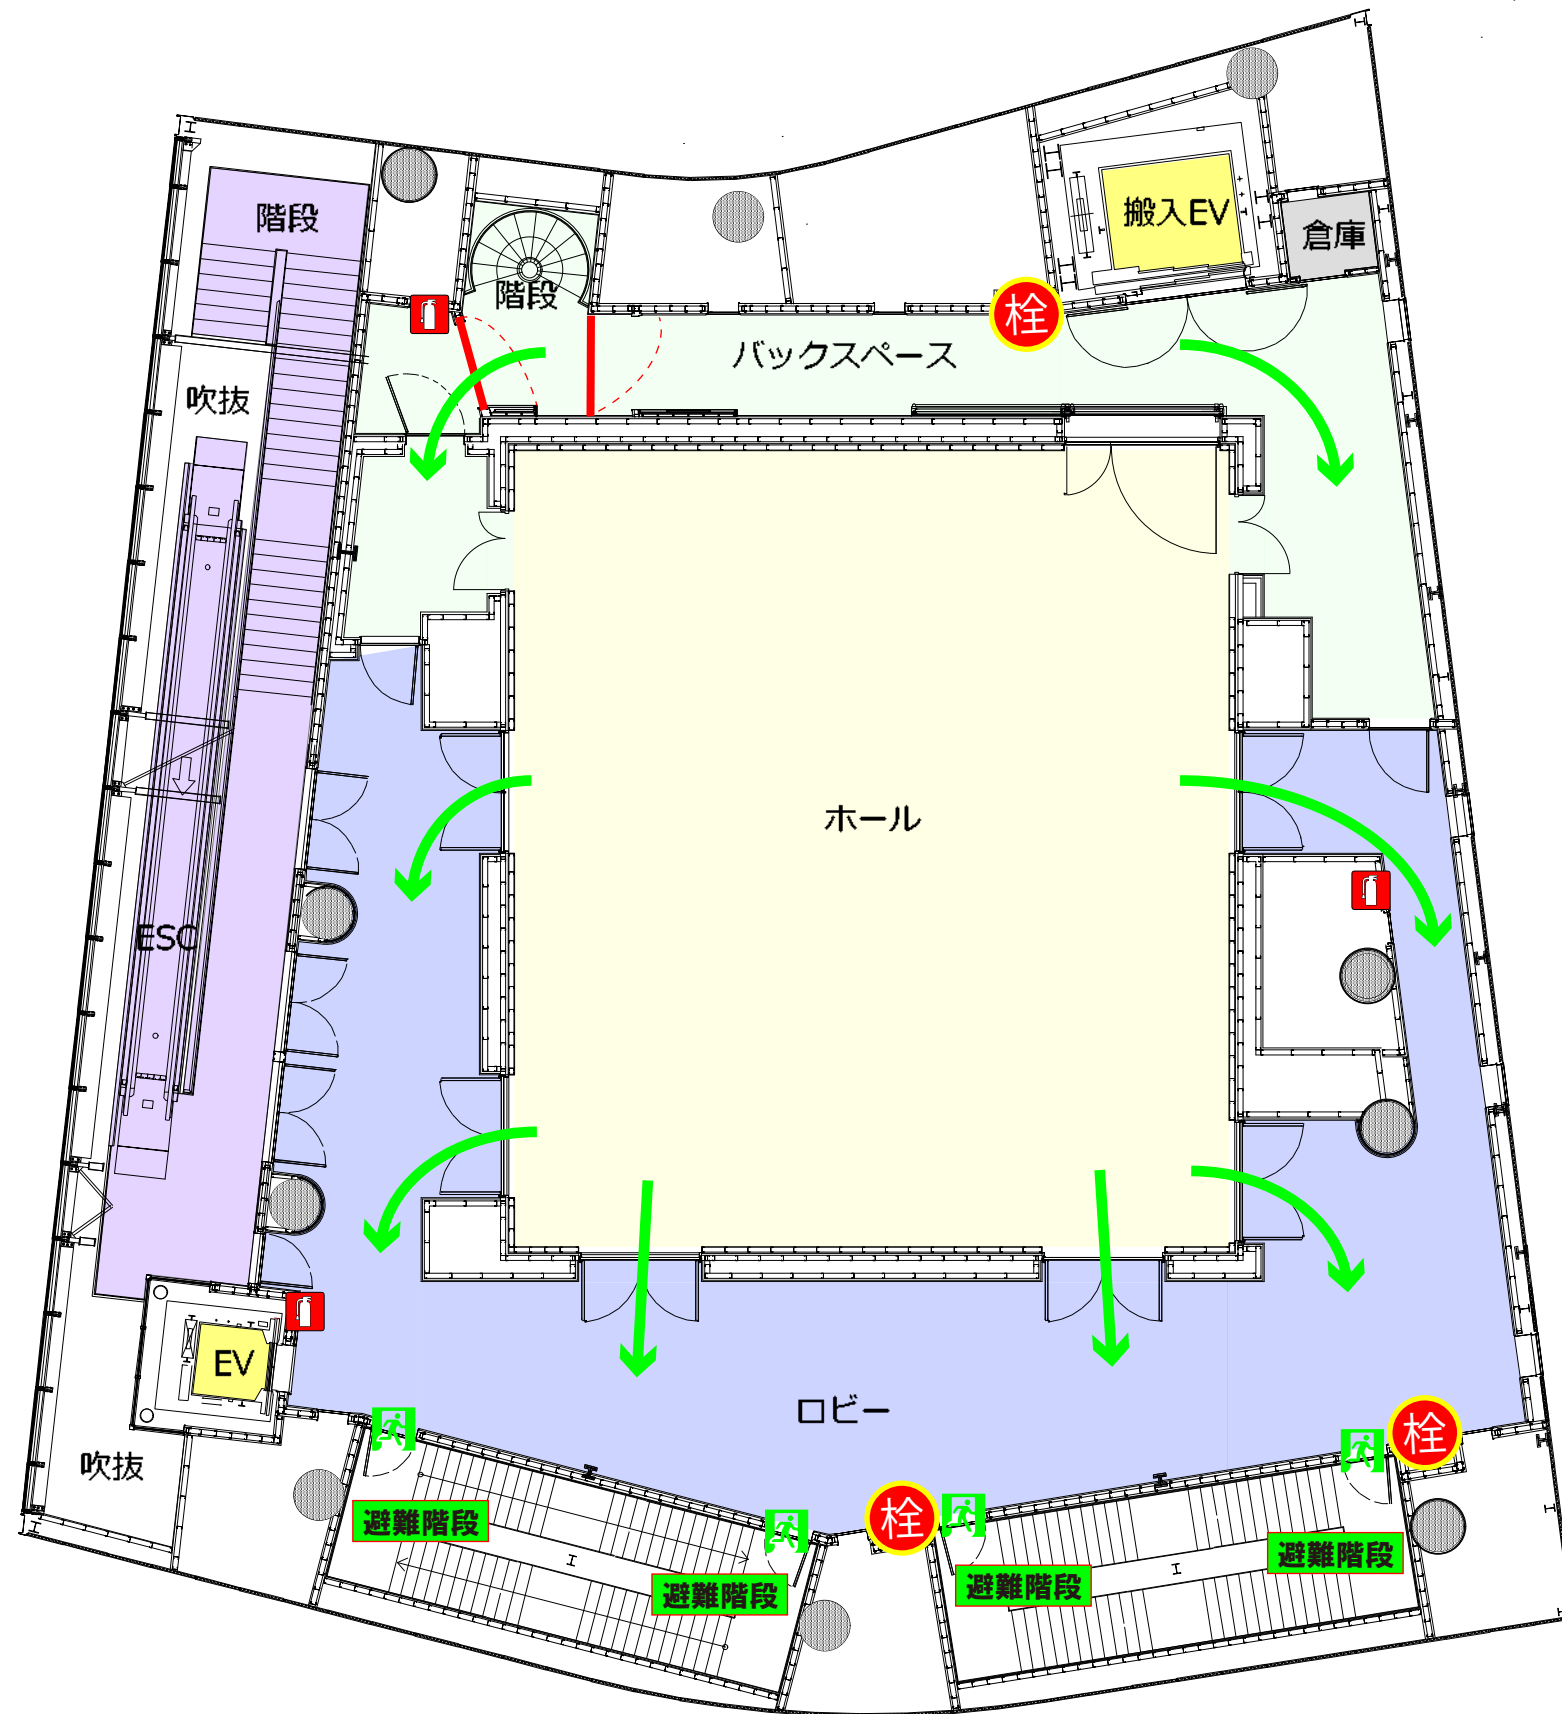 階段
搬入EV
倉庫
階段
栓
バックスペース
吹抜
ホール
ESC
EV
ロビー
吹抜
栓
栓
避難階段
避難階段
避難階段
避難階段